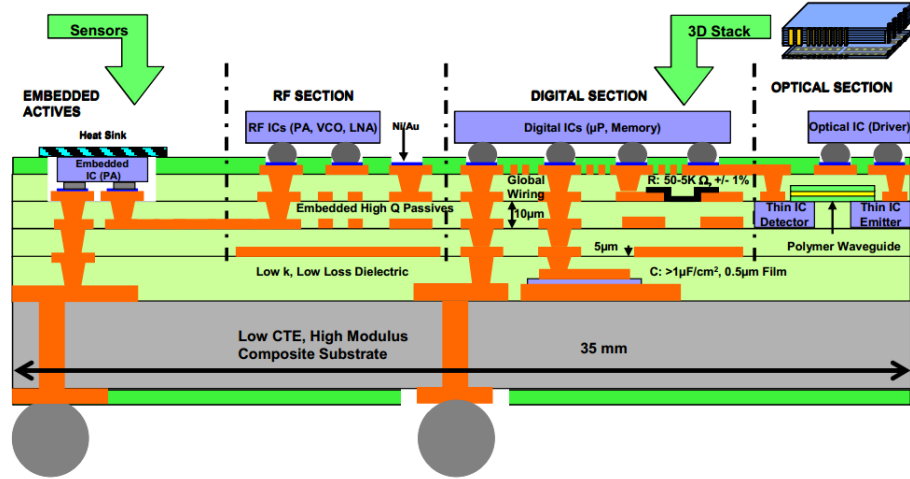 Sensors
3D Stack
EMBEDDED
ACTIVES
RF SECTION
DIGITAL SECTION
OPTICAL SECTION
Heat Sink
RF ICs (PA, VCO, LNA)
Ni/Au
Digital ICs (µP, Memory)
Optical IC (Driver)
Embedded
IC (PA)
Global
Wiring
R: 50-5K Ω, +/- 1%
Embedded High Q Passives
10µm
Thin IC
Detector
Thin IC
Emitter
Polymer Waveguide
5µm
Low k, Low Loss Dielectric
C: >1µF/cm², 0.5µm Film
Low CTE, High Modulus
Composite Substrate
35 mm